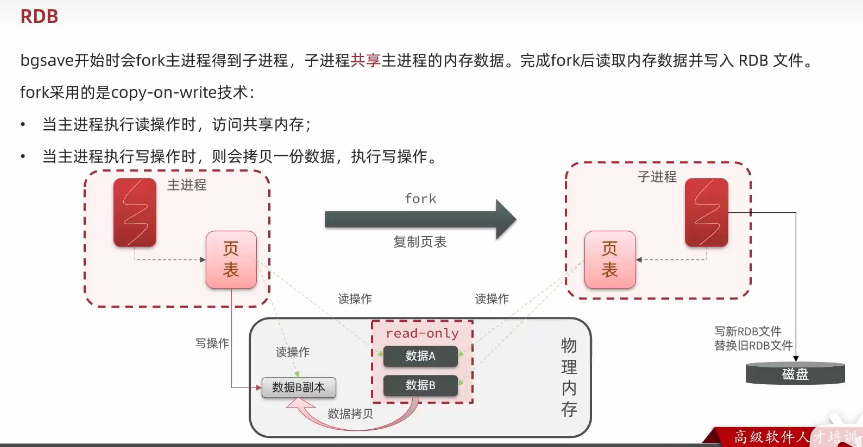 RDB
bgsave开始时会fork主进程得到子进程，子进程共享主进程的内存数据。完成fork后读取内存数据并写入 RDB 文件。
fork采用的是copy-on-write技术：
• 当主进程执行读操作时，访问共享内存；
• 当主进程执行写操作时，则会拷贝一份数据，执行写操作。
主进程
fork
子进程
页表
复制页表
页表
读操作
读操作
写操作
读操作
read-only
数据A
数据B
数据B副本
数据拷贝
物理内存
写新RDB文件
替换旧RDB文件
磁盘
高级软件人才培训